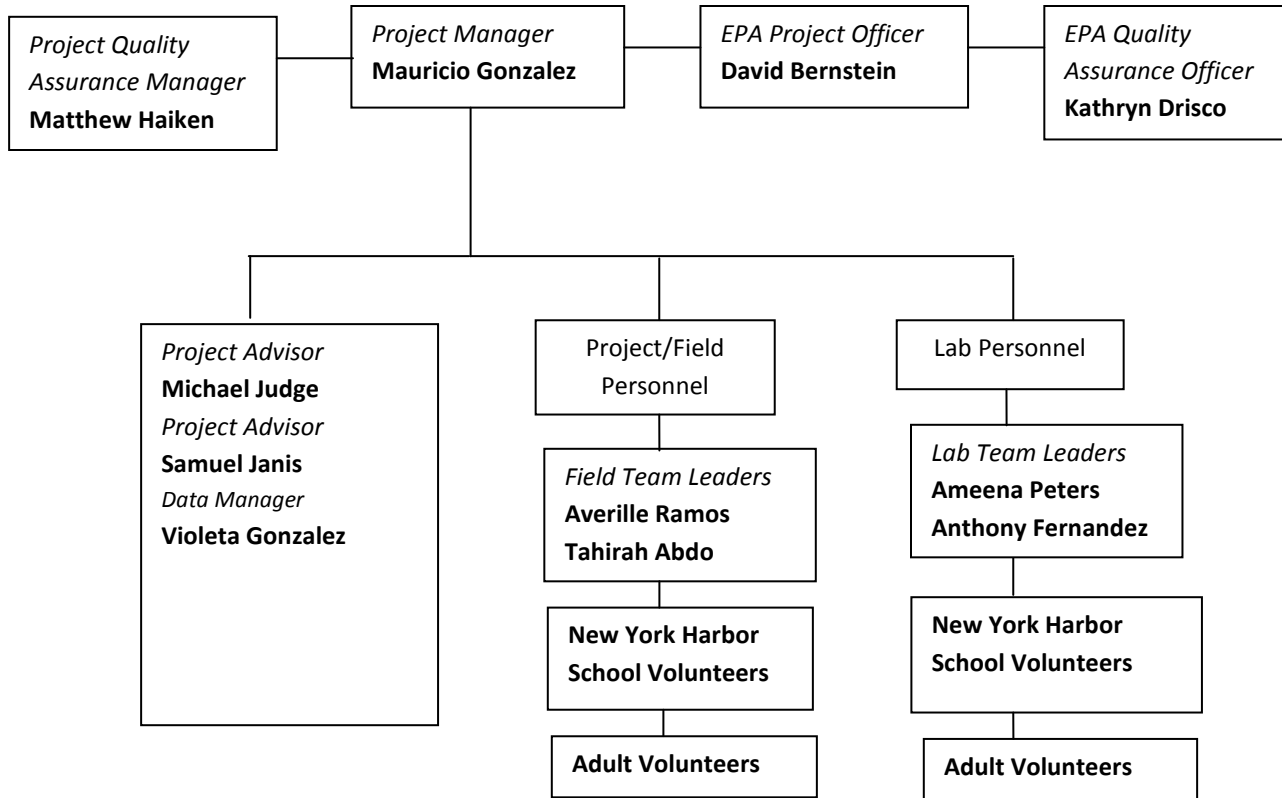 Project Quality
Assurance Manager
Matthew Haiken
Project Manager
Mauricio Gonzalez
EPA Project Officer
David Bernstein
EPA Quality
Assurance Officer
Kathryn Drisco
Project Advisor
Michael Judge
Project Advisor
Samuel Janis
Data Manager
Violeta Gonzalez
Project/Field
Personnel
Field Team Leaders
Averille Ramos
Tahirah Abdo
New York Harbor
School Volunteers
Adult Volunteers
Lab Personnel
Lab Team Leaders
Ameena Peters
Anthony Fernandez
New York Harbor
School Volunteers
Adult Volunteers